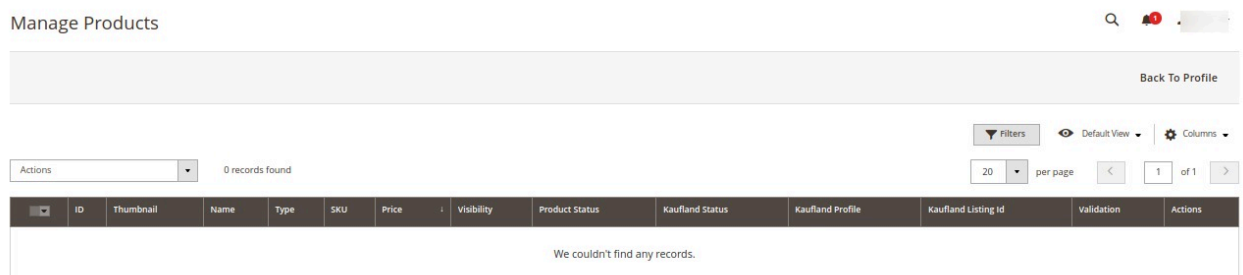 Manage Products
1
Back To Profile
Filters Default View Columns
Actions 0 records found 20 per page 1 of 1
ID Thumbnail Name Type SKU Price ↓ Visibility Product Status Kaufland Status Kaufland Profile Kaufland Listing Id Validation Actions
We couldn't find any records.